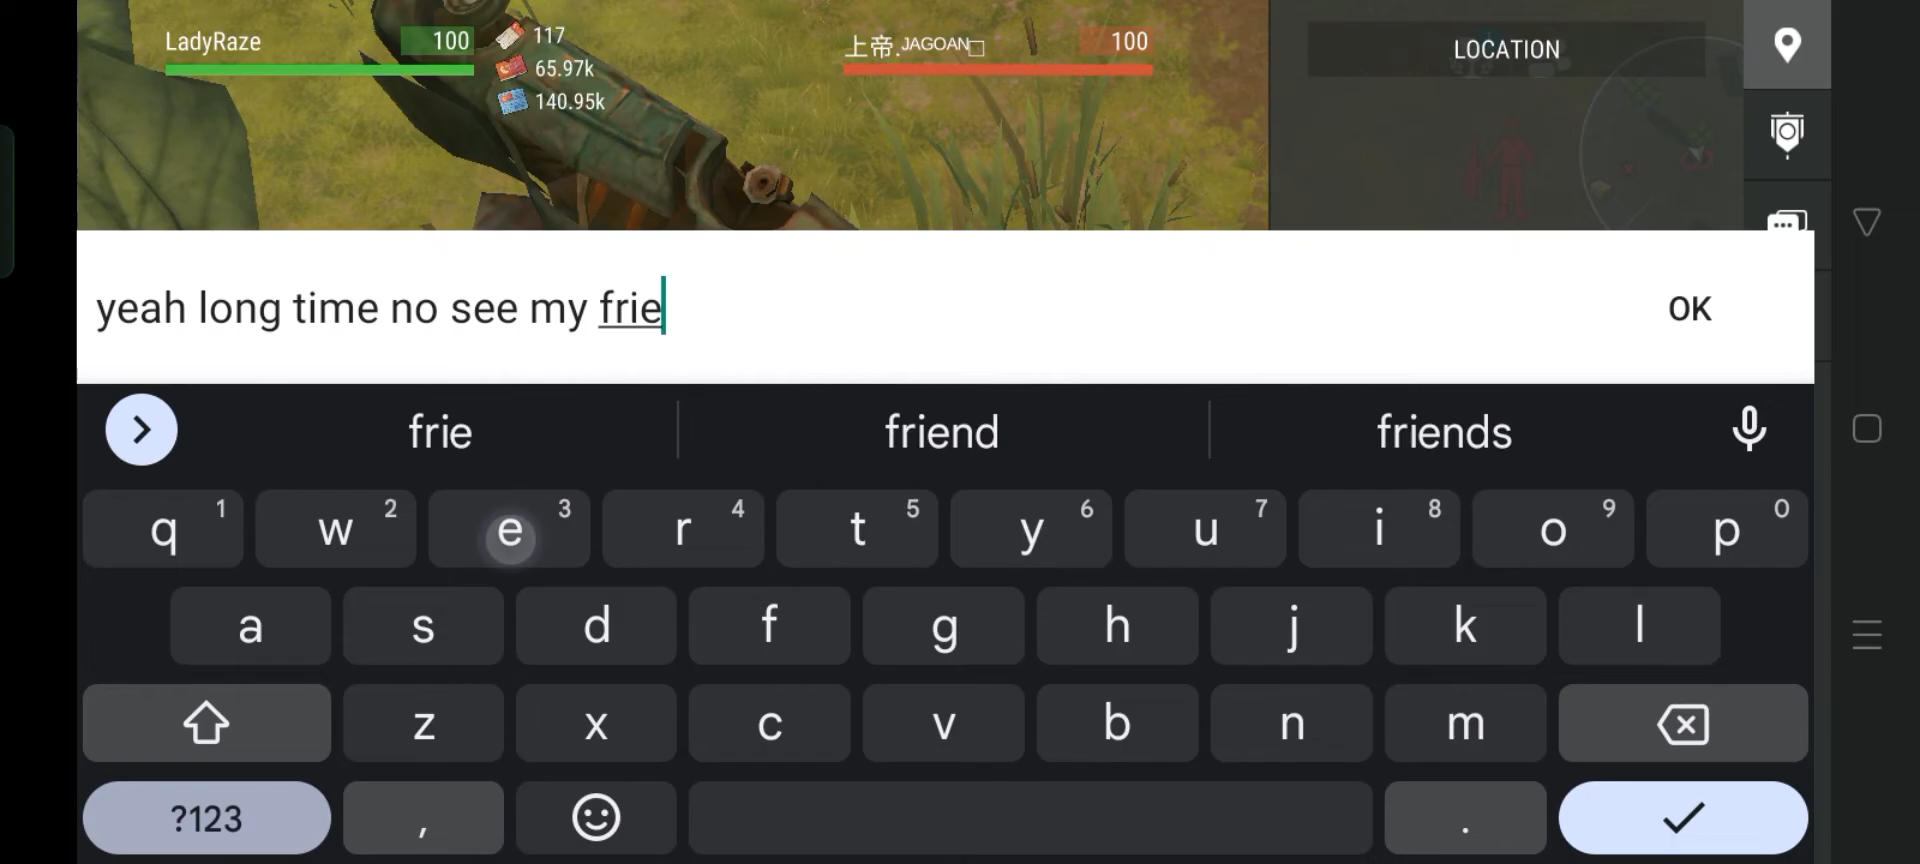 LadyRaze 100
117
65.97k
140.95k
上帝.JAGOAN□ 100
LOCATION
yeah long time no see my frie
OK
frie friend friends
q 1 w 2 e 3 r 4 t 5 y 6 u 7 i 8 o 9 p 0
a s d f g h j k l
z x c v b n m
?123 , .